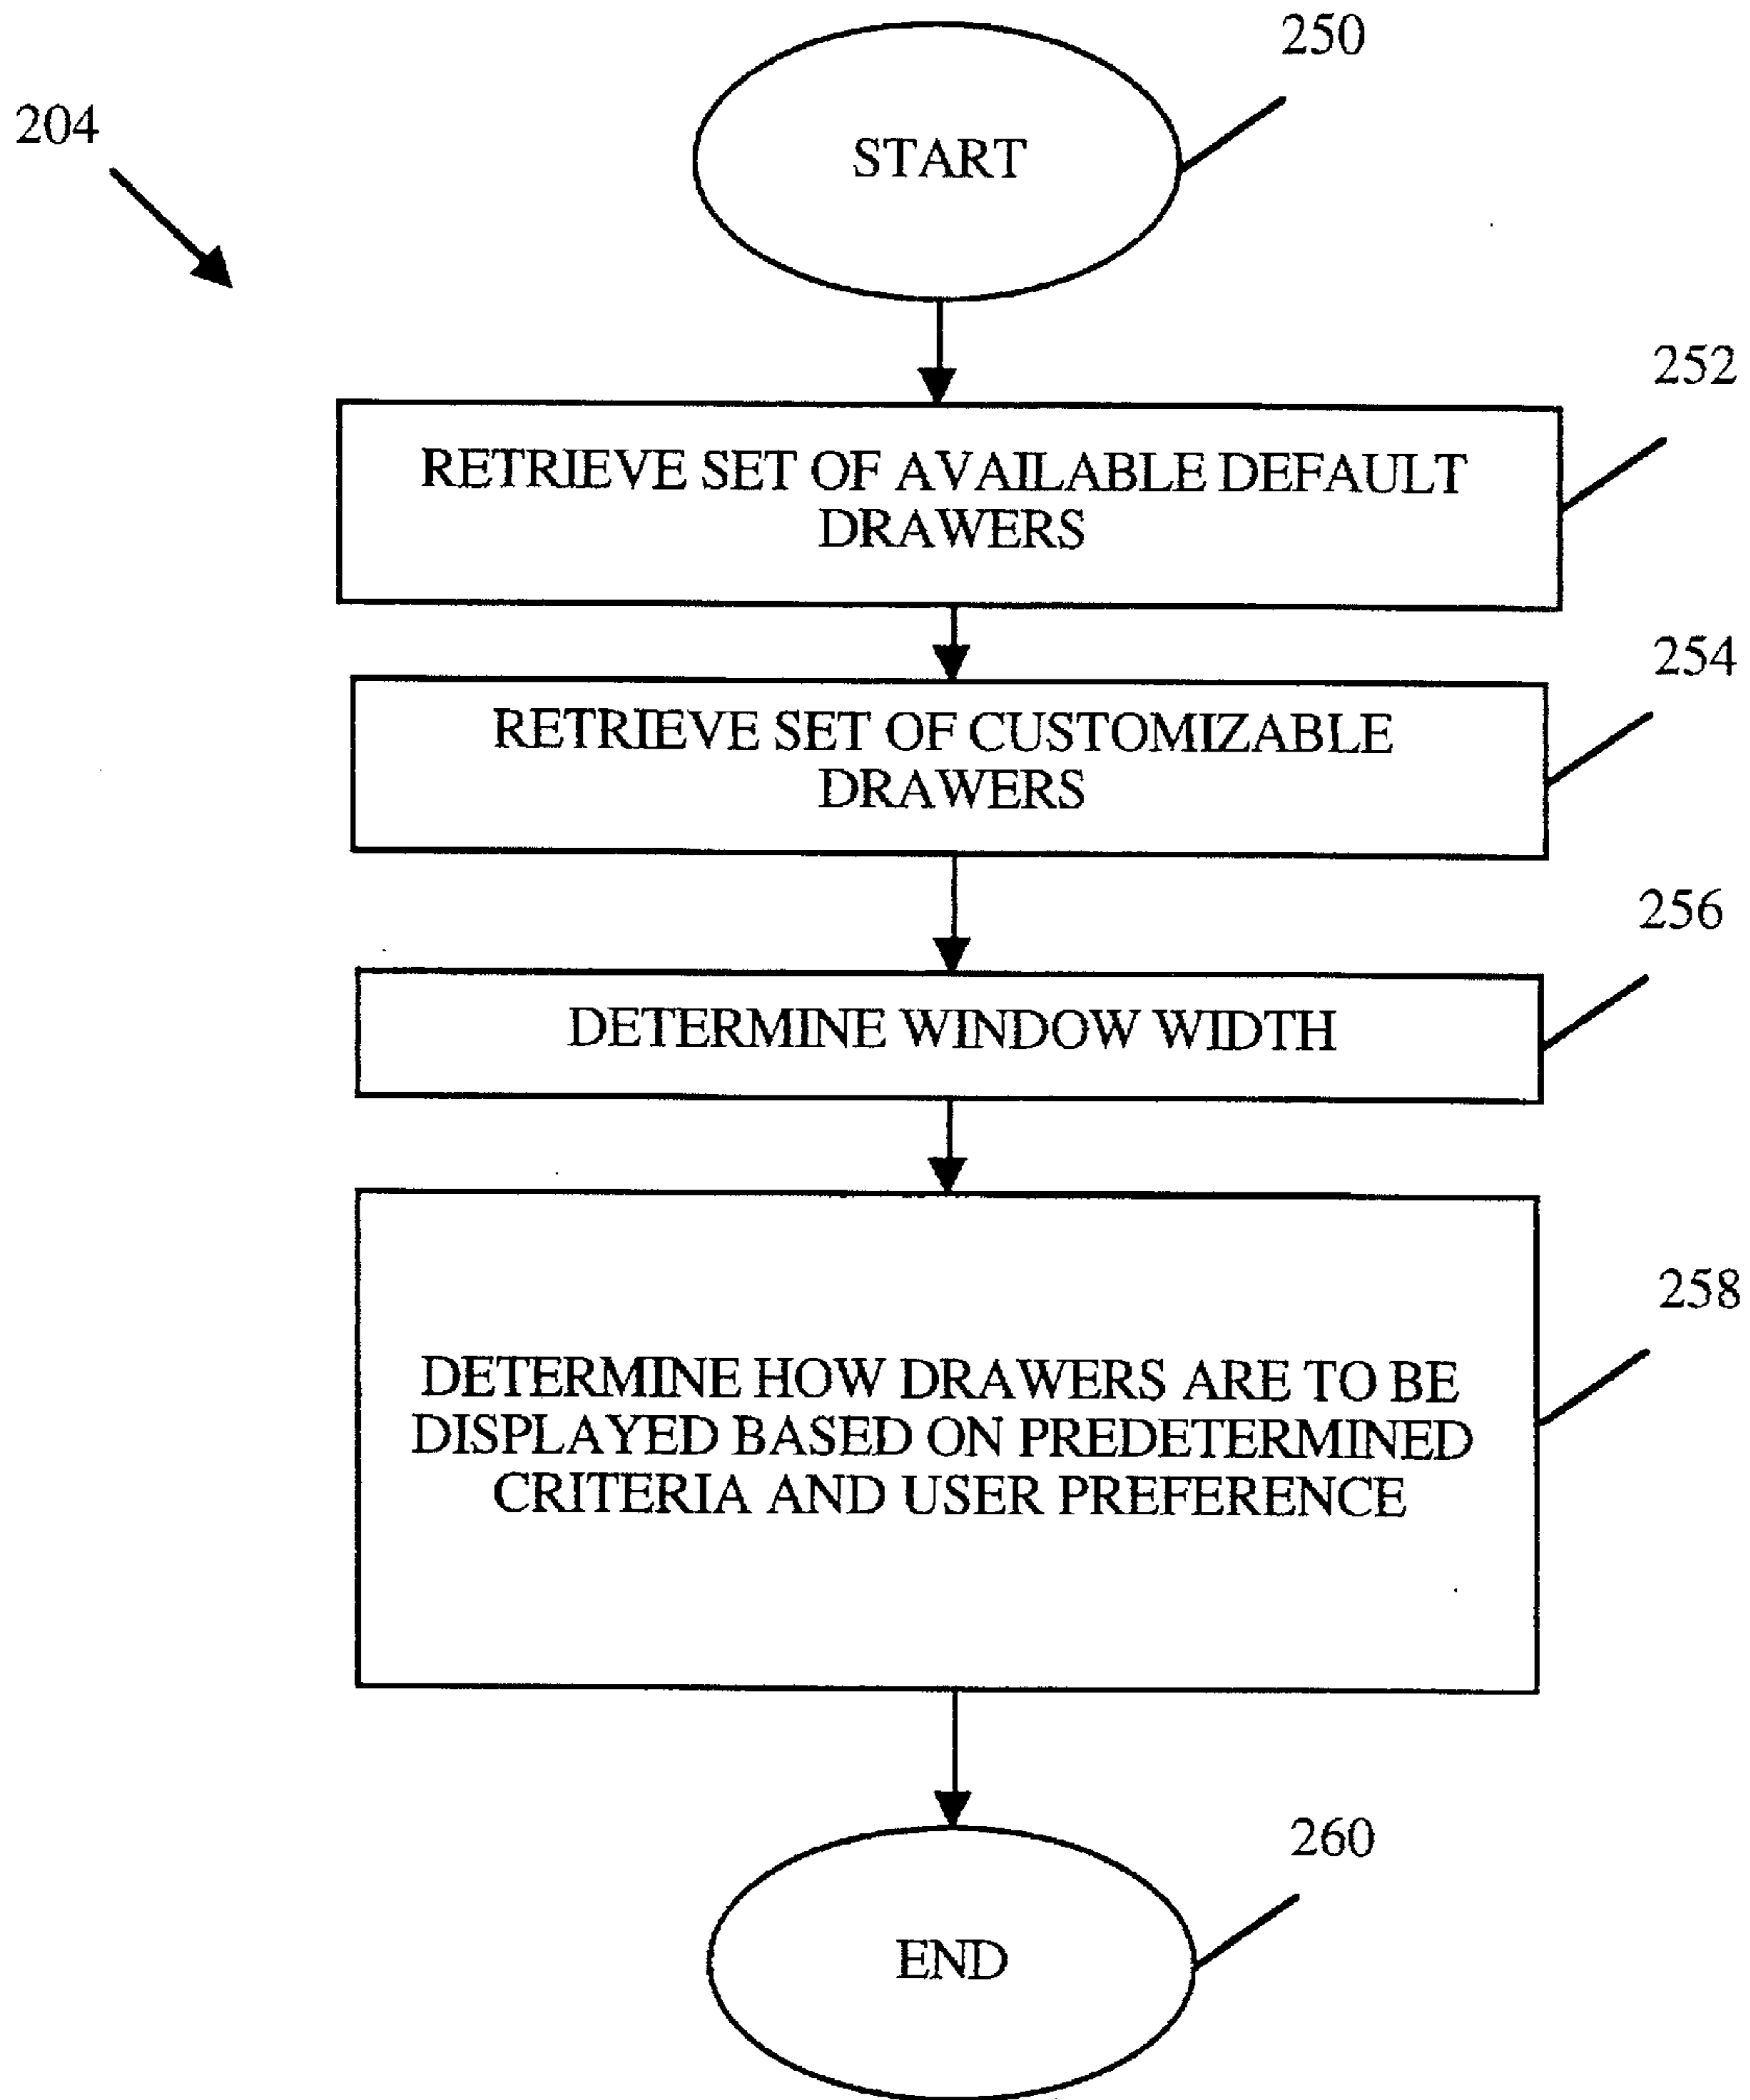 250
204
START
252
RETRIEVE SET OF AVAILABLE DEFAULT
DRAWERS
254
RETRIEVE SET OF CUSTOMIZABLE
DRAWERS
256
DETERMINE WINDOW WIDTH
258
DETERMINE HOW DRAWERS ARE TO BE
DISPLAYED BASED ON PREDETERMINED
CRITERIA AND USER PREFERENCE
260
END